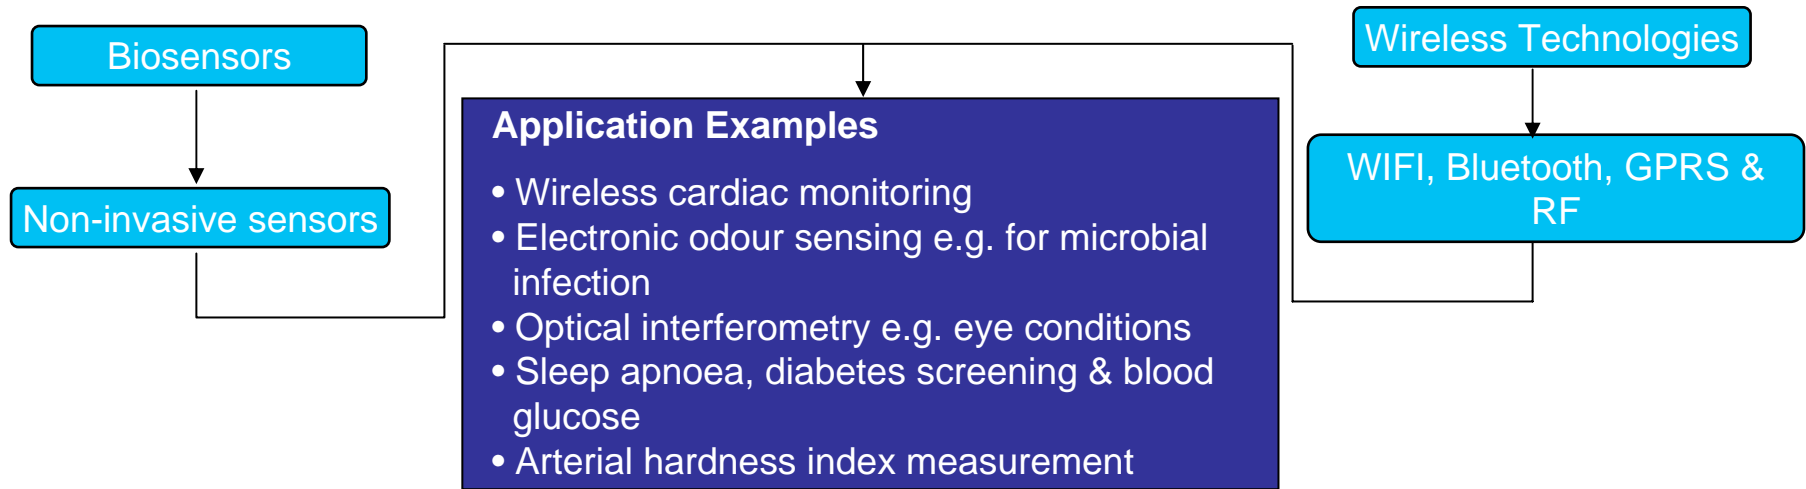 Biosensors
Wireless Technologies
Non-invasive sensors
WIFI, Bluetooth, GPRS &
RF
Application Examples
• Wireless cardiac monitoring
• Electronic odour sensing e.g. for microbial
infection
• Optical interferometry e.g. eye conditions
• Sleep apnoea, diabetes screening & blood
glucose
• Arterial hardness index measurement